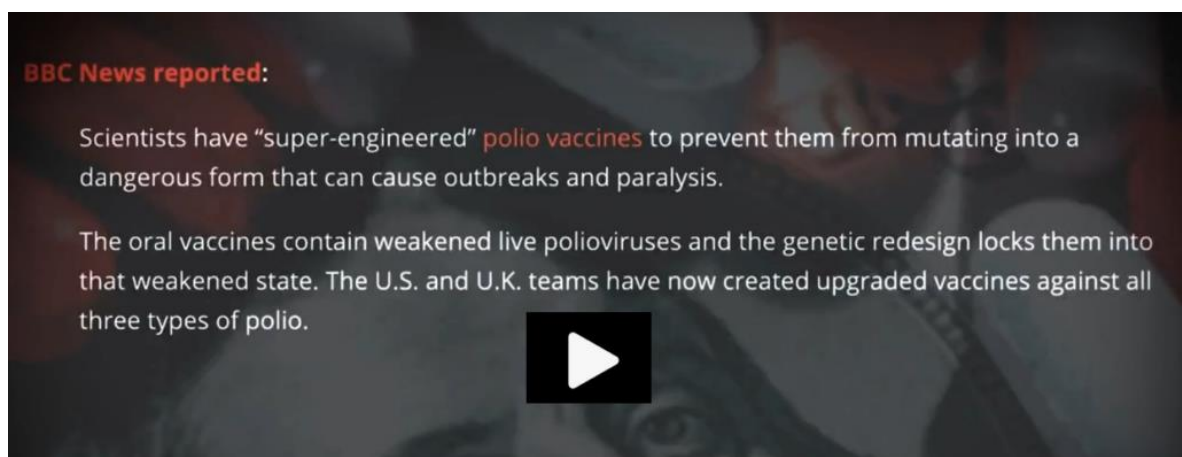 BBC News reported:
Scientists have “super-engineered” polio vaccines to prevent them from mutating into a
dangerous form that can cause outbreaks and paralysis.
The oral vaccines contain weakened live polioviruses and the genetic redesign locks them into
that weakened state. The U.S. and U.K. teams have now created upgraded vaccines against all
three types of polio.